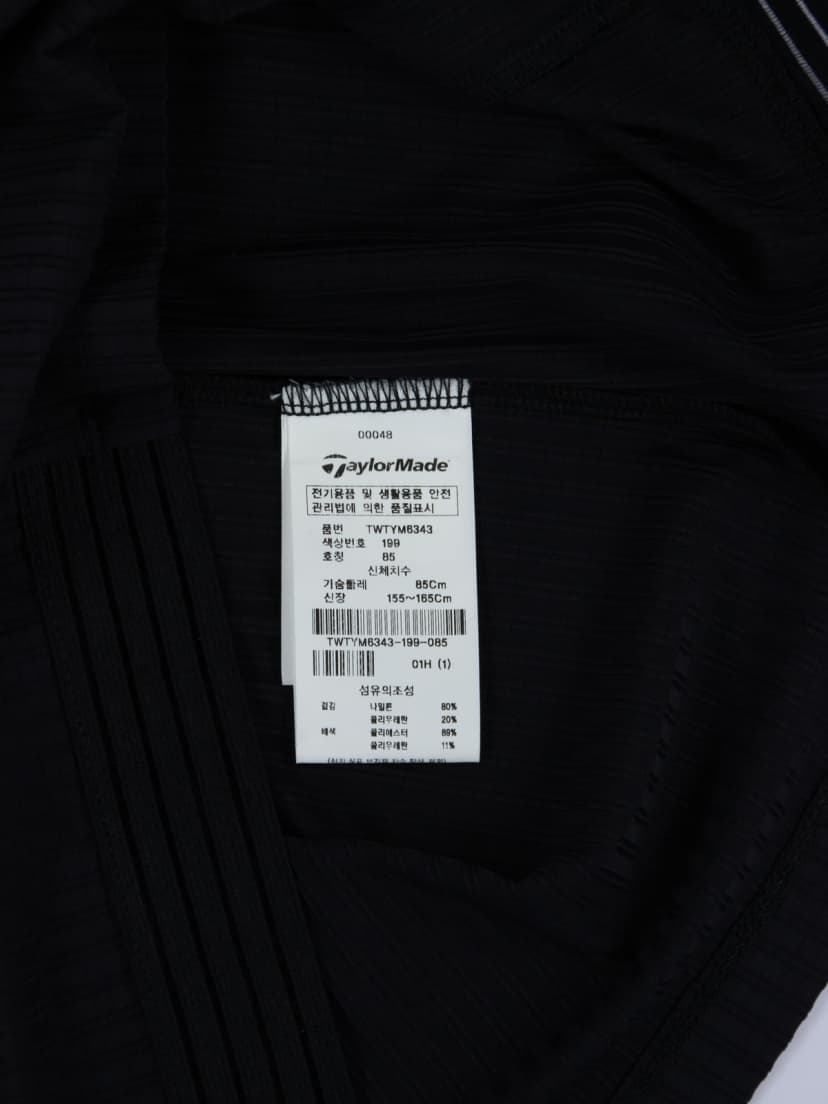 00048
TaylorMade
전기용품 및 생활용품 안전
관리법에 의한 품질표시
품번 TWTYM6343
색상번호 199
호칭 85
신체치수
가슴둘레 85Cm
신장 155~165Cm
TWTYM6343-199-085
01H (1)
섬유의조성
겉감 나일론 80%
폴리우레탄 20%
배색 폴리에스터 89%
폴리우레탄 11%